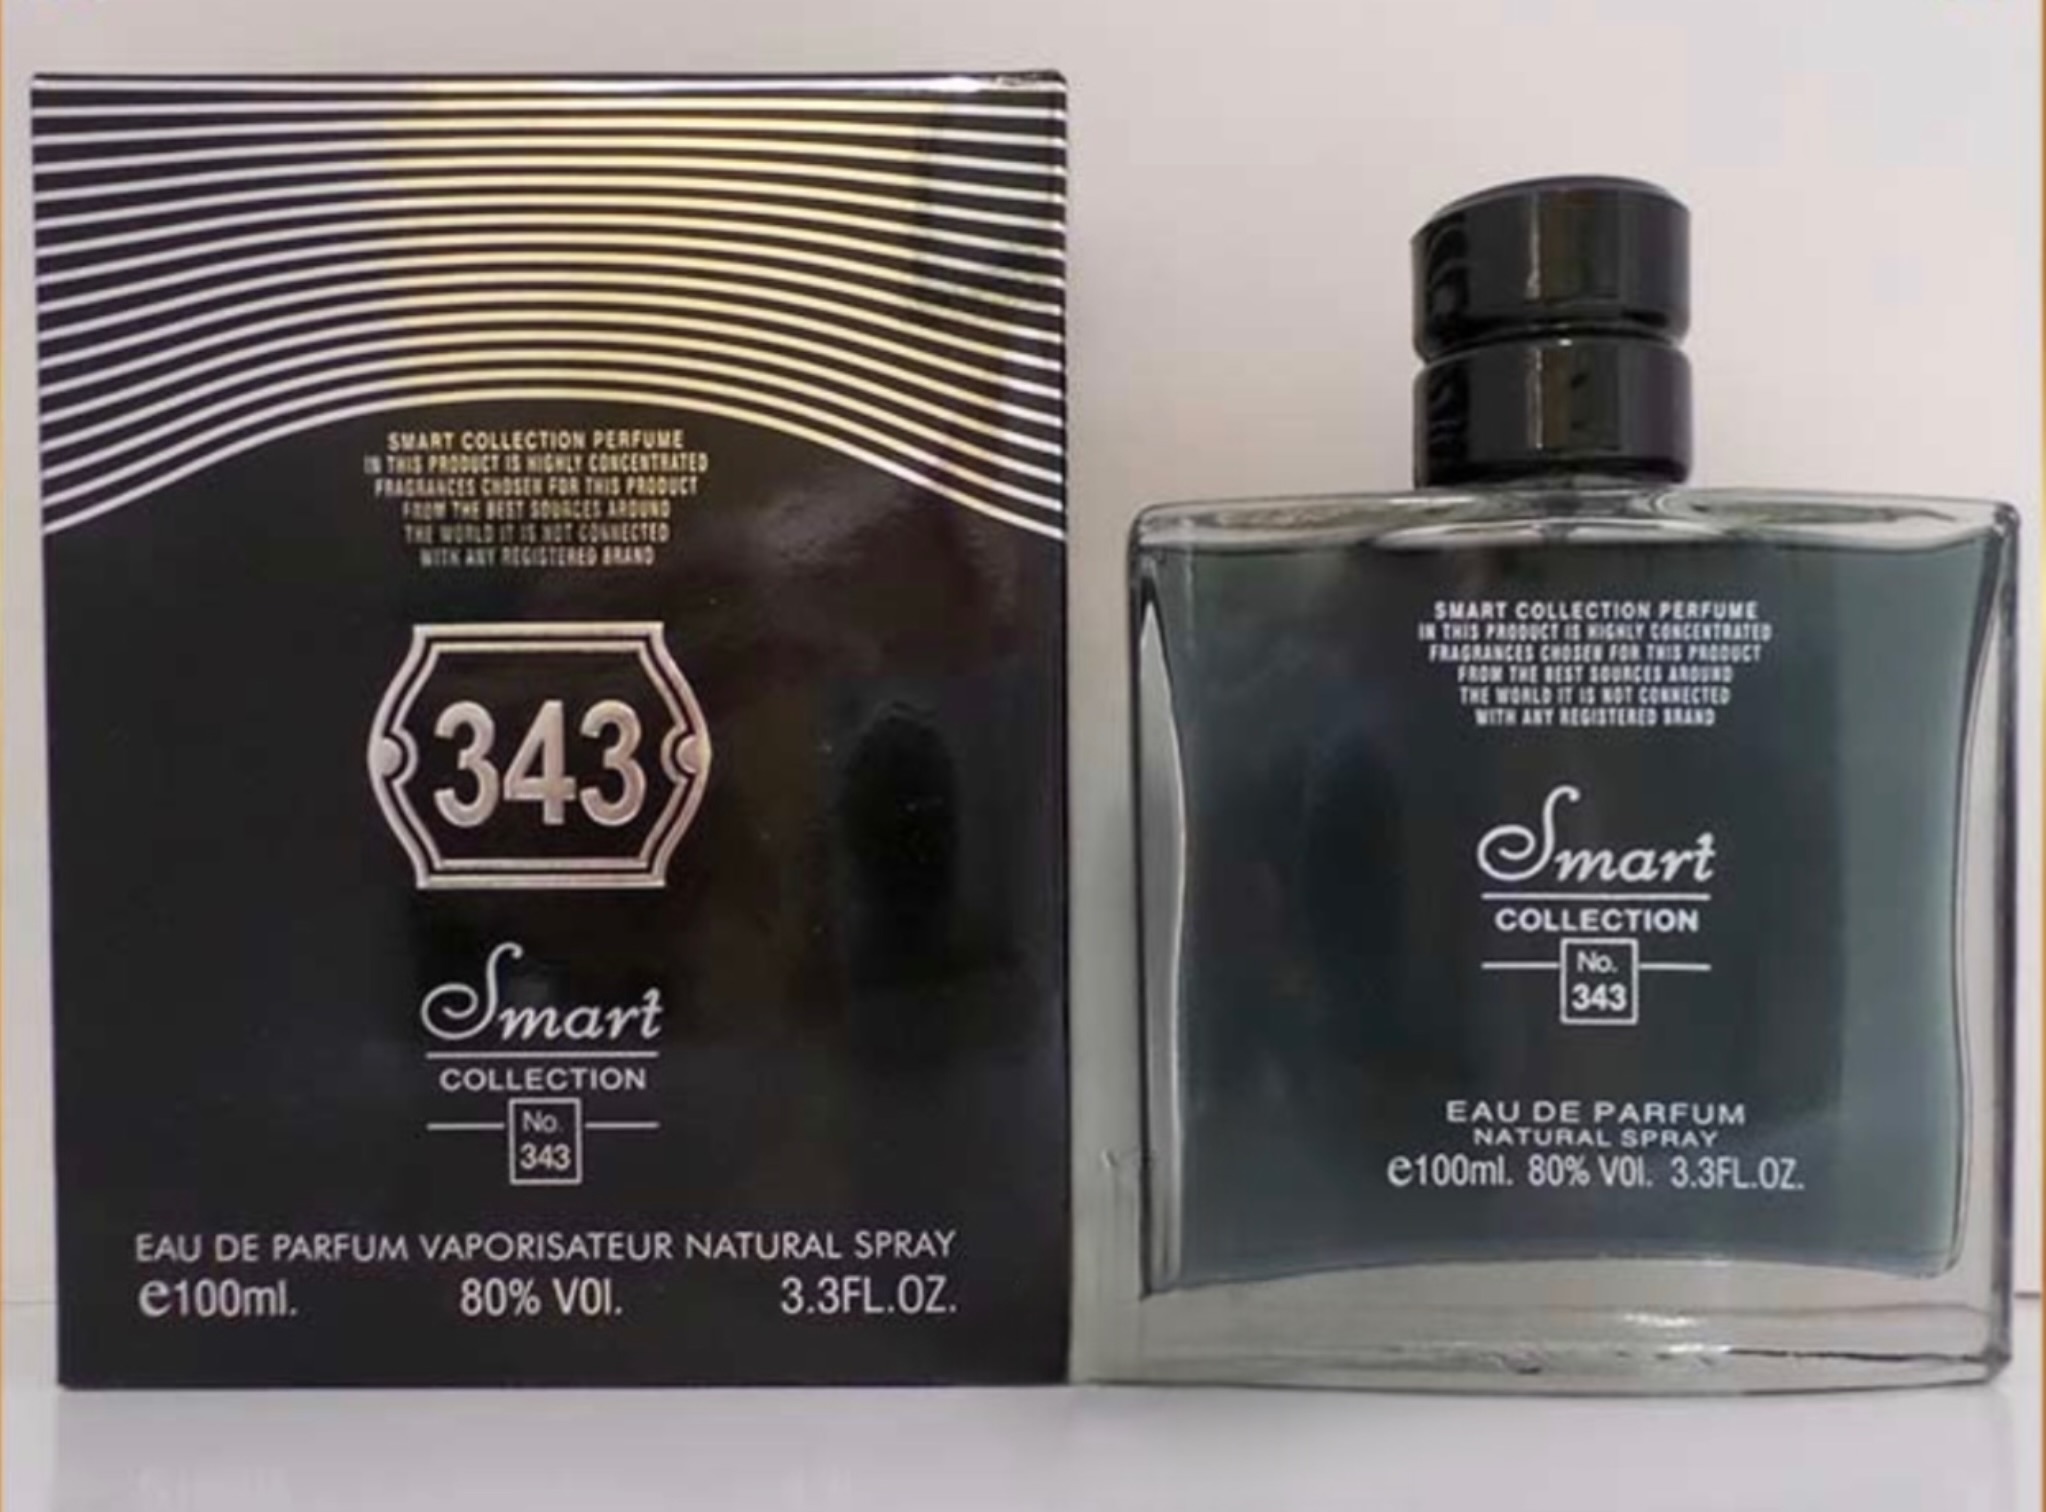 SMART COLLECTION PERFUME
IN THIS PRODUCT IS HIGHLY CONCENTRATED
FRAGRANCES CHOSEN FOR THIS PRODUCT
FROM THE BEST SOURCES AROUND
THE WORLD IT IS NOT CONNECTED
WITH ANY REGISTERED BRAND
343
Smart
COLLECTION
No.
343
EAU DE PARFUM VAPORISATEUR NATURAL SPRAY
e100ml. 80% VOl. 3.3FL.OZ.
SMART COLLECTION PERFUME
IN THIS PRODUCT IS HIGHLY CONCENTRATED
FRAGRANCES CHOSEN FOR THIS PRODUCT
FROM THE BEST SOURCES AROUND
THE WORLD IT IS NOT CONNECTED
WITH ANY REGISTERED BRAND
Smart
COLLECTION
No.
343
EAU DE PARFUM
NATURAL SPRAY
e100ml. 80% VOl. 3.3FL.OZ.